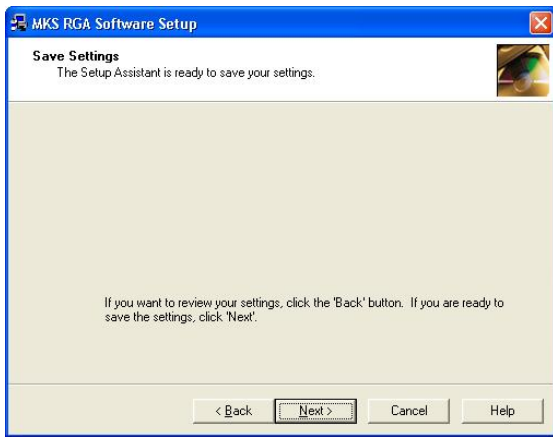 MKS RGA Software Setup
Save Settings
The Setup Assistant is ready to save your settings.
If you want to review your settings, click the 'Back' button. If you are ready to
save the settings, click 'Next'.
< Back
Next >
Cancel
Help